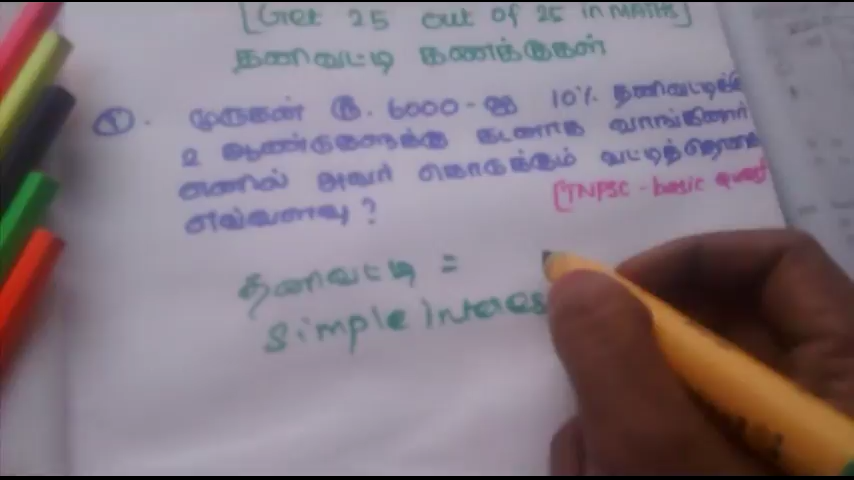 [Get 25 out of 25 in MATHS]
தனிவட்டி கணக்குகள்
1. முருகன் ரூ. 6000-ஐ 10% தனிவட்டிக்கு
2 ஆண்டுகளுக்கு கடனாக வாங்கினார்
எனில் அவர் கொடுக்கும் வட்டித்தொகை
எவ்வளவு ?
[TNPSC - basic
தனிவட்டி =
Simple Interes